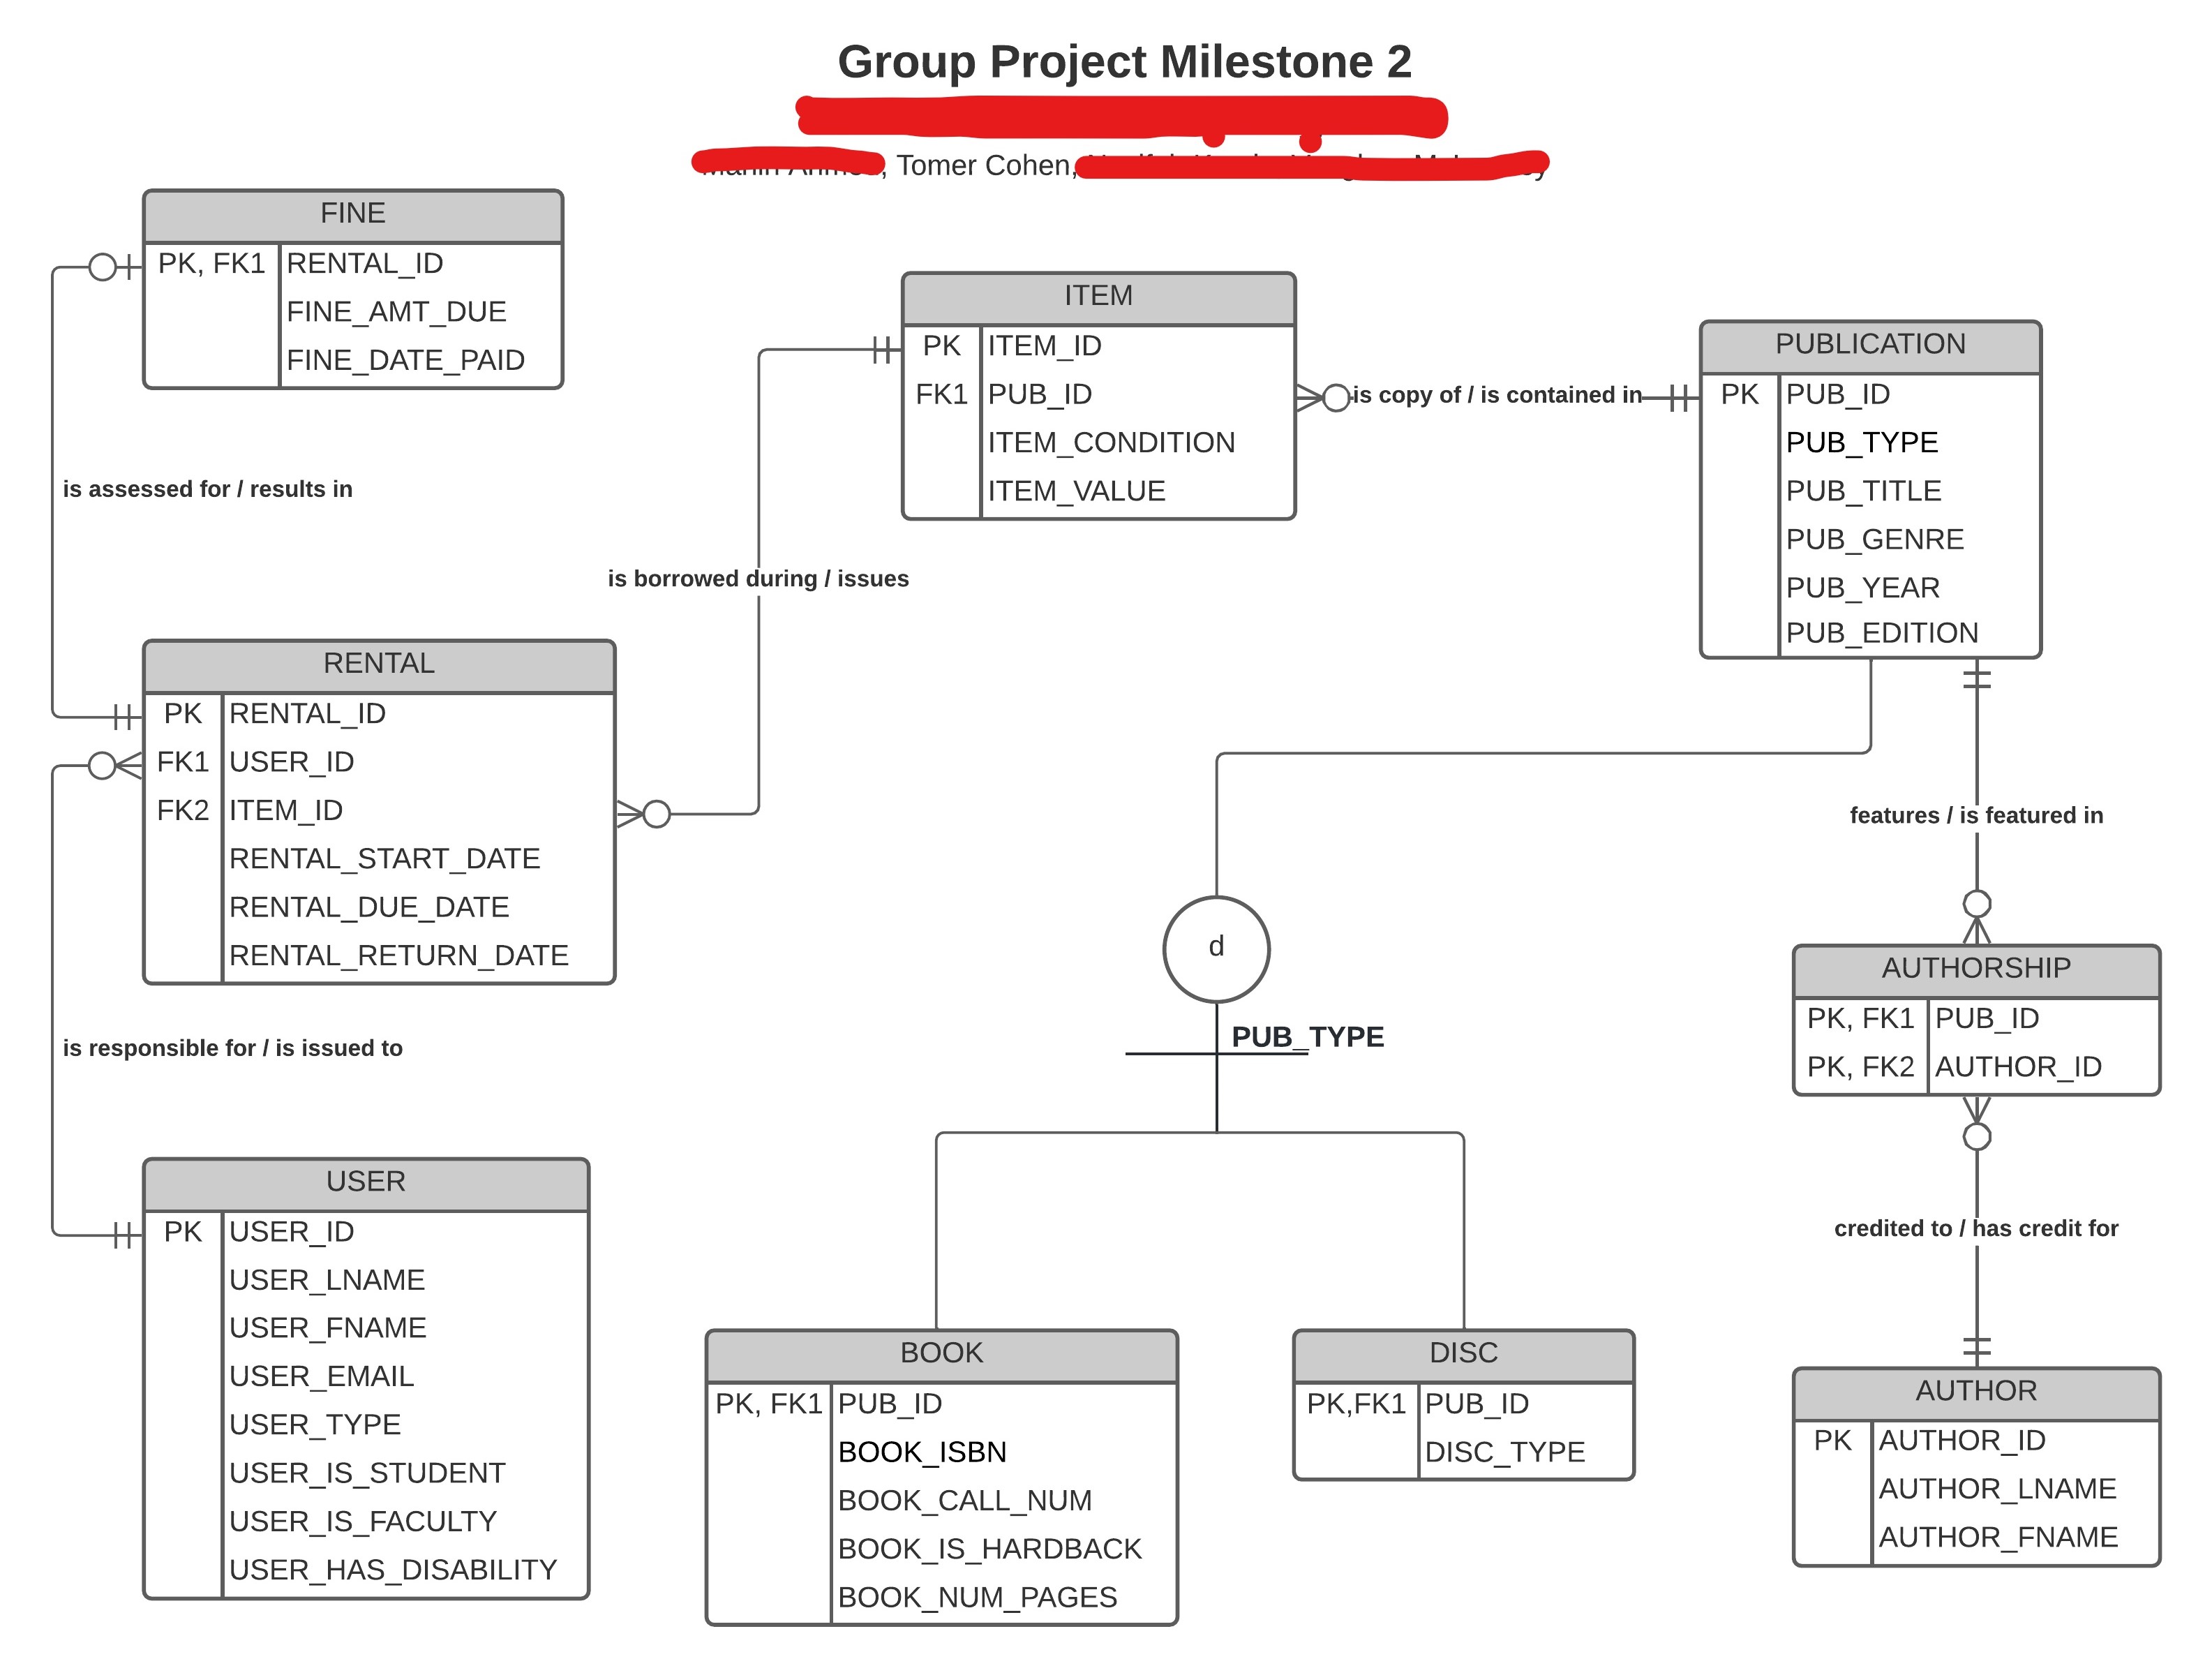 Group Project Milestone 2
, Tomer Cohen,
FINE
PK, FK1 RENTAL_ID
FINE_AMT_DUE
FINE_DATE_PAID
is assessed for / results in
RENTAL
PK RENTAL_ID
FK1 USER_ID
FK2 ITEM_ID
RENTAL_START_DATE
RENTAL_DUE_DATE
RENTAL_RETURN_DATE
is responsible for / is issued to
USER
PK USER_ID
USER_LNAME
USER_FNAME
USER_EMAIL
USER_TYPE
USER_IS_STUDENT
USER_IS_FACULTY
USER_HAS_DISABILITY
is borrowed during / issues
ITEM
PK ITEM_ID
FK1 PUB_ID
ITEM_CONDITION
ITEM_VALUE
is copy of / is contained in
PUBLICATION
PK PUB_ID
PUB_TYPE
PUB_TITLE
PUB_GENRE
PUB_YEAR
PUB_EDITION
d
PUB_TYPE
BOOK
PK, FK1 PUB_ID
BOOK_ISBN
BOOK_CALL_NUM
BOOK_IS_HARDBACK
BOOK_NUM_PAGES
DISC
PK,FK1 PUB_ID
DISC_TYPE
features / is featured in
AUTHORSHIP
PK, FK1 PUB_ID
PK, FK2 AUTHOR_ID
credited to / has credit for
AUTHOR
PK AUTHOR_ID
AUTHOR_LNAME
AUTHOR_FNAME